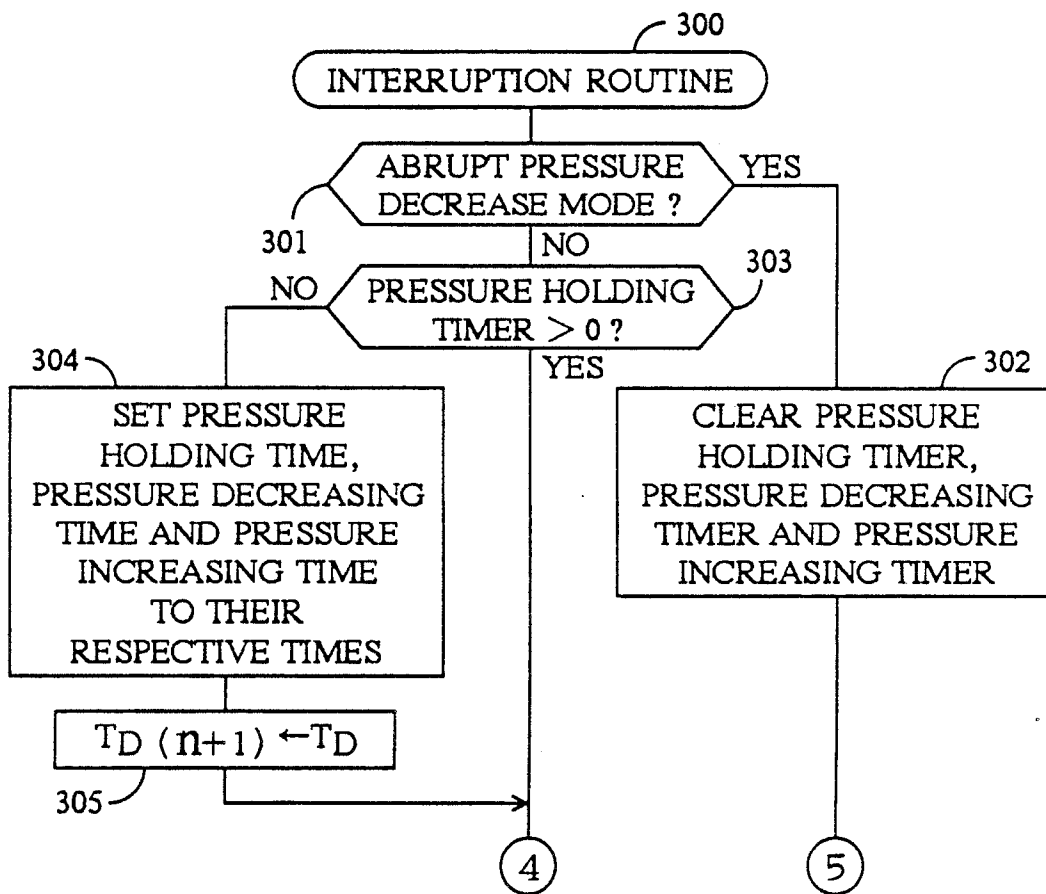 300
INTERRUPTION ROUTINE
ABRUPT PRESSURE
DECREASE MODE ?
YES
301
NO
303
NO
PRESSURE HOLDING
TIMER > 0 ?
YES
304
SET PRESSURE
HOLDING TIME,
PRESSURE DECREASING
TIME AND PRESSURE
INCREASING TIME
TO THEIR
RESPECTIVE TIMES
302
CLEAR PRESSURE
HOLDING TIMER,
PRESSURE DECREASING
TIMER AND PRESSURE
INCREASING TIMER
TD (n+1) ←TD
305
4
5